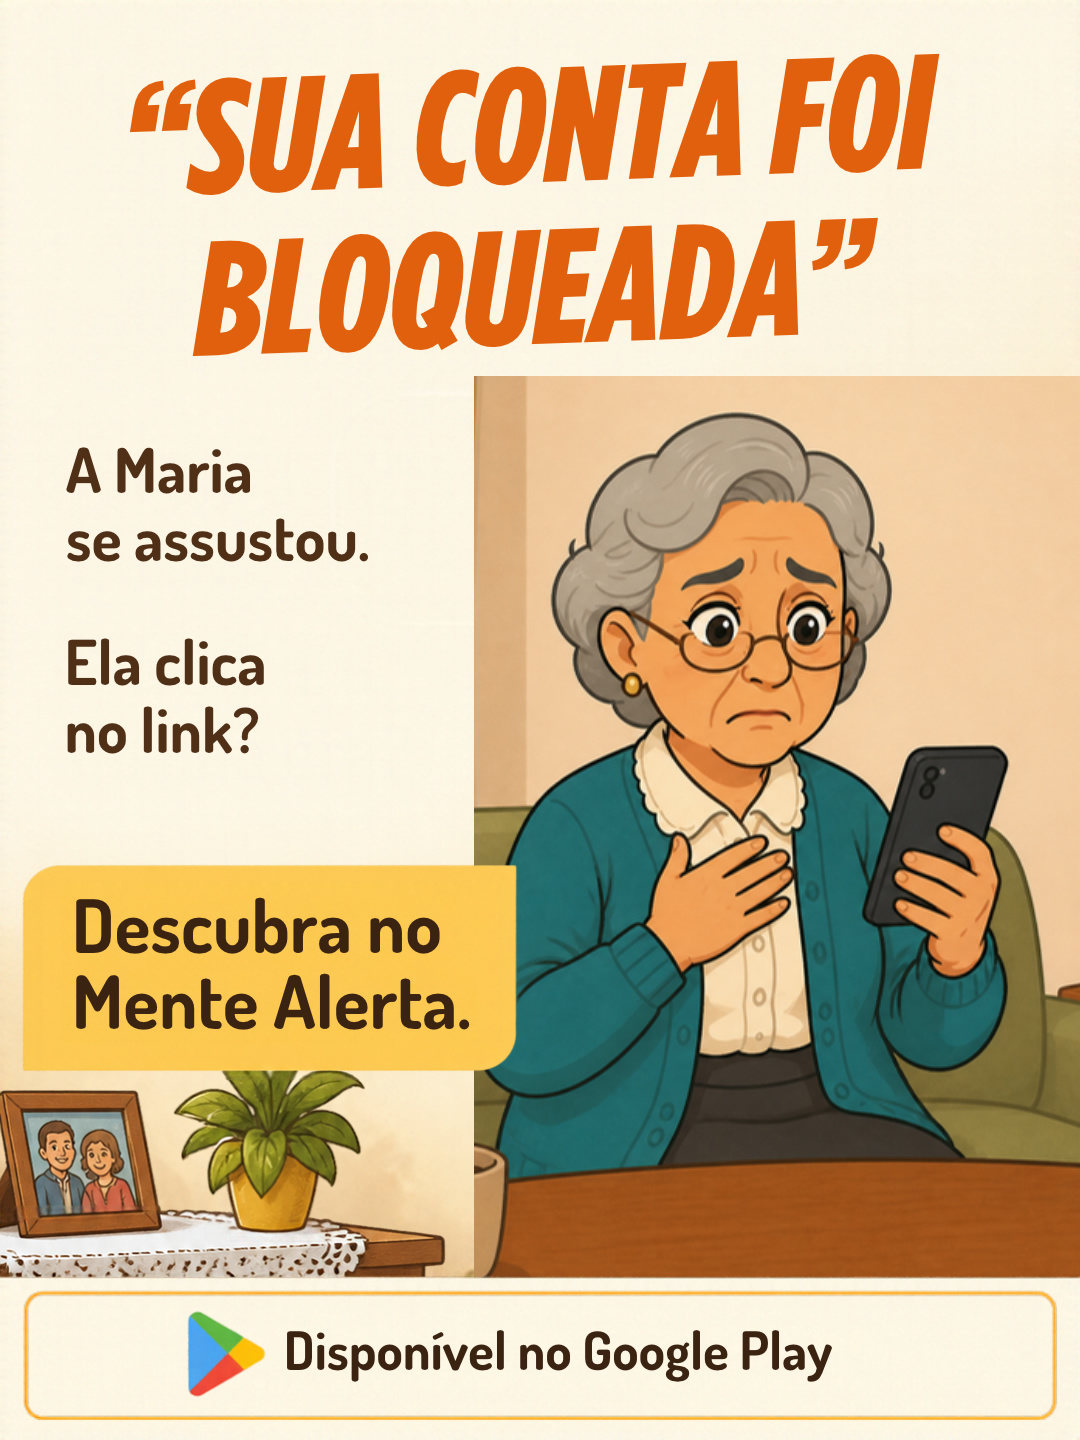 “SUA CONTA FOI
BLOQUEADA”
A Maria
se assustou.
Ela clica
no link?
Descubra no
Mente Alerta.
Disponível no Google Play